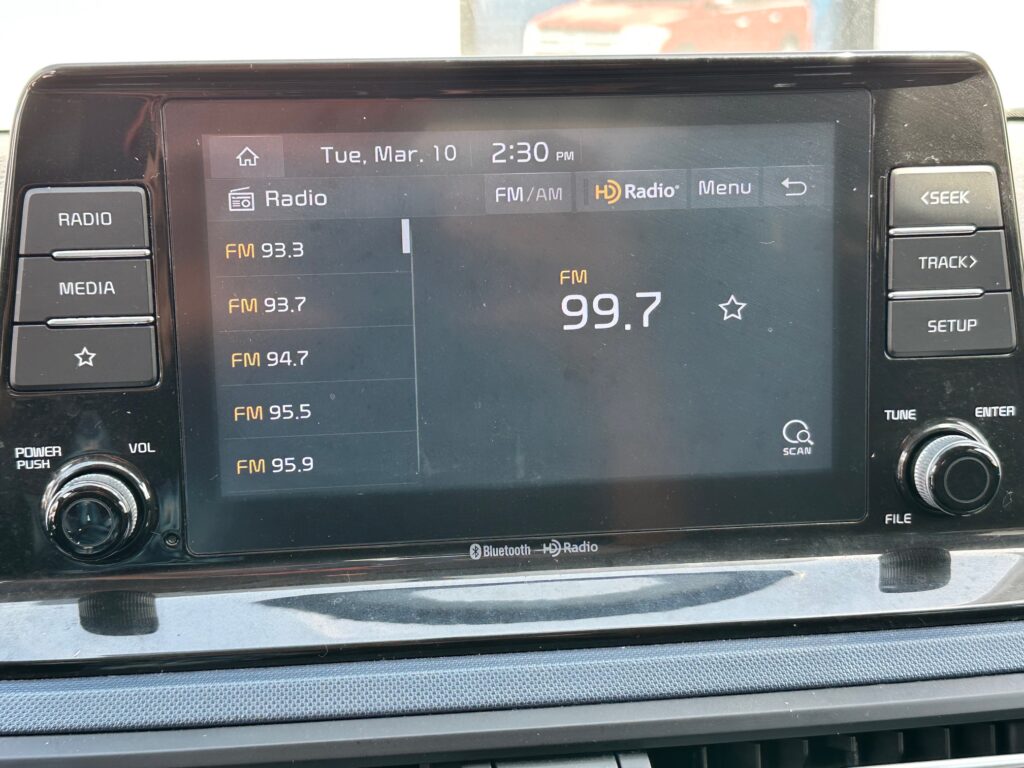 Tue, Mar. 10 2:30 PM
Radio FM/AM HD Radio Menu
FM 93.3
FM 93.7
FM 94.7
FM 95.5
FM 95.9
FM
99.7
SCAN
RADIO
MEDIA
POWER
PUSH
VOL
<SEEK
TRACK>
SETUP
TUNE
ENTER
FILE
Bluetooth HD Radio